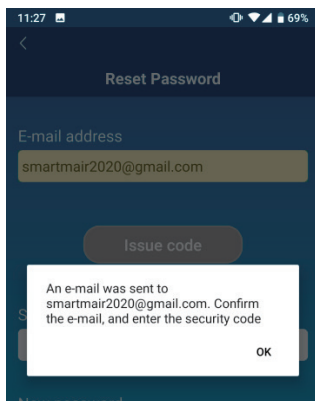 11:27 69%
Reset Password
E-mail address
smartmair2020@gmail.com
Issue code
An e-mail was sent to
smartmair2020@gmail.com. Confirm
the e-mail, and enter the security code
OK